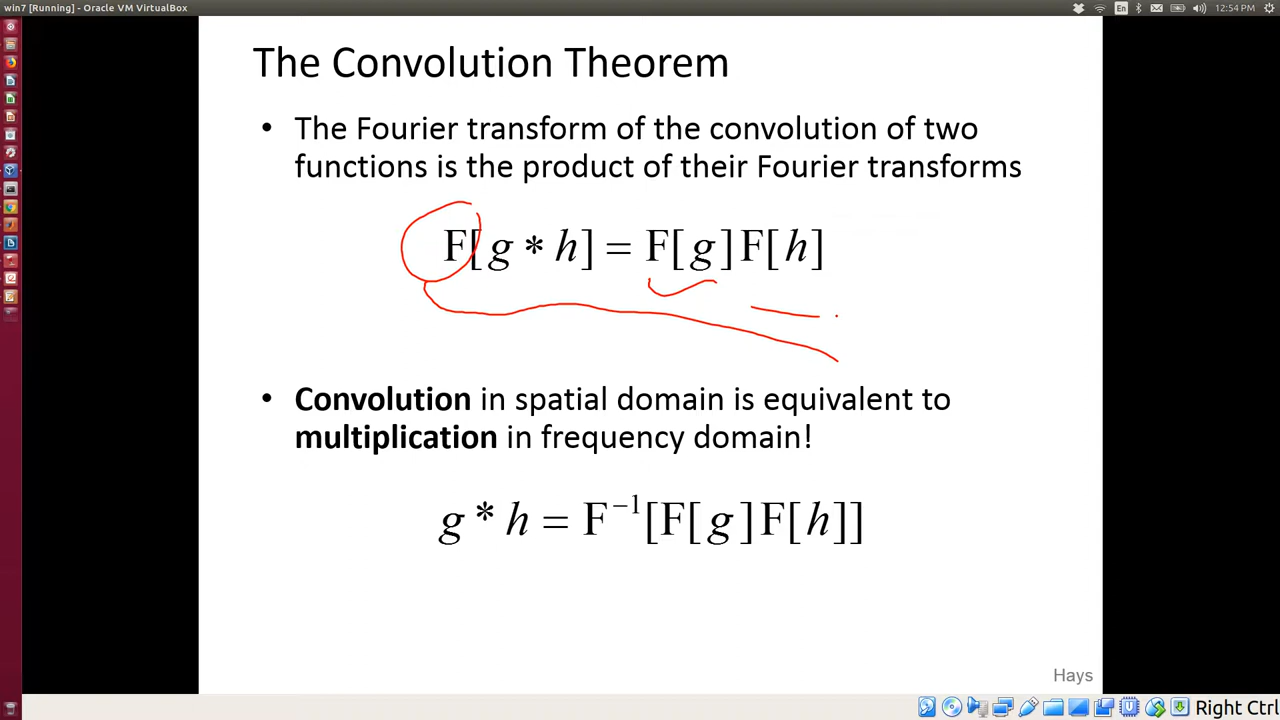 win7 [Running] - Oracle VM VirtualBox
En
12:54 PM
The Convolution Theorem
• The Fourier transform of the convolution of two
functions is the product of their Fourier transforms
F[g * h] = F[g]F[h]
• Convolution in spatial domain is equivalent to
multiplication in frequency domain!
g * h = F⁻¹[F[g]F[h]]
Hays
Right Ctrl